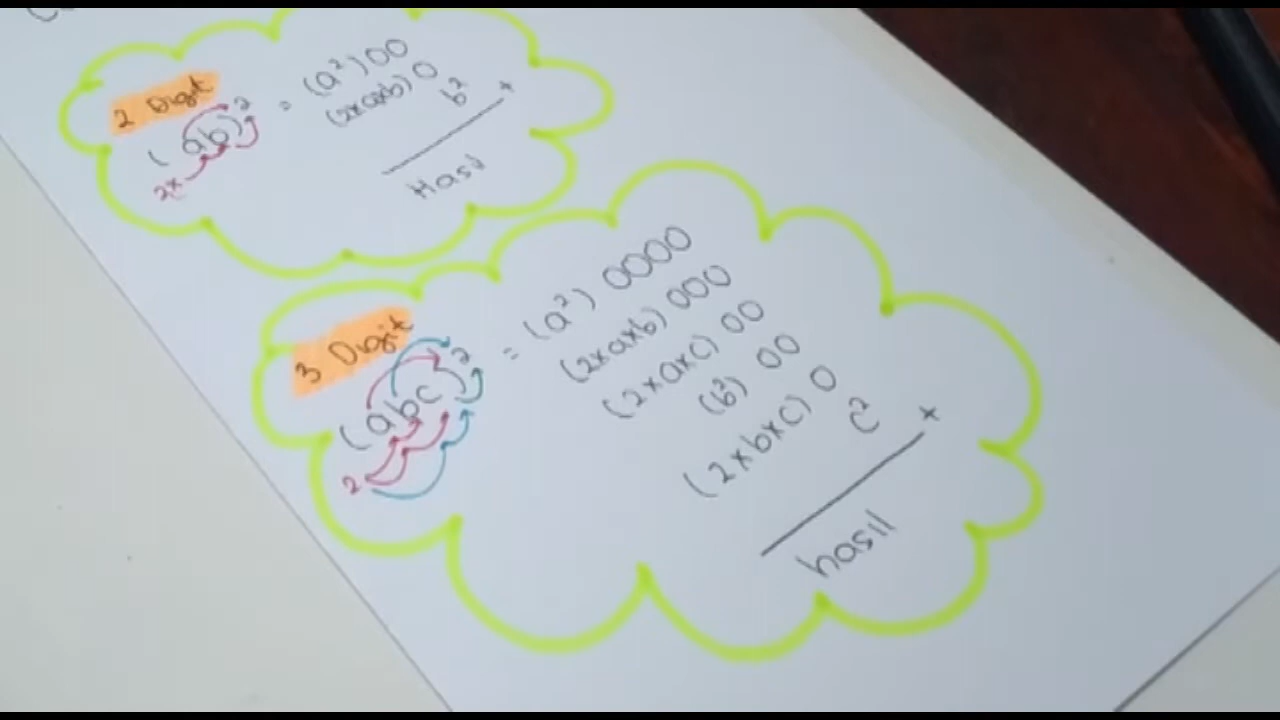 2 Digit
(ab)² = (a²) 00
2x
(2xaxb) 0
b²
+
Hasil
3 Digit
(abc)² = (a²) 0000
2
(2xaxb) 000
(2xaxc) 00
(b²) 00
(2xbxc) 0
c²
+
hasil